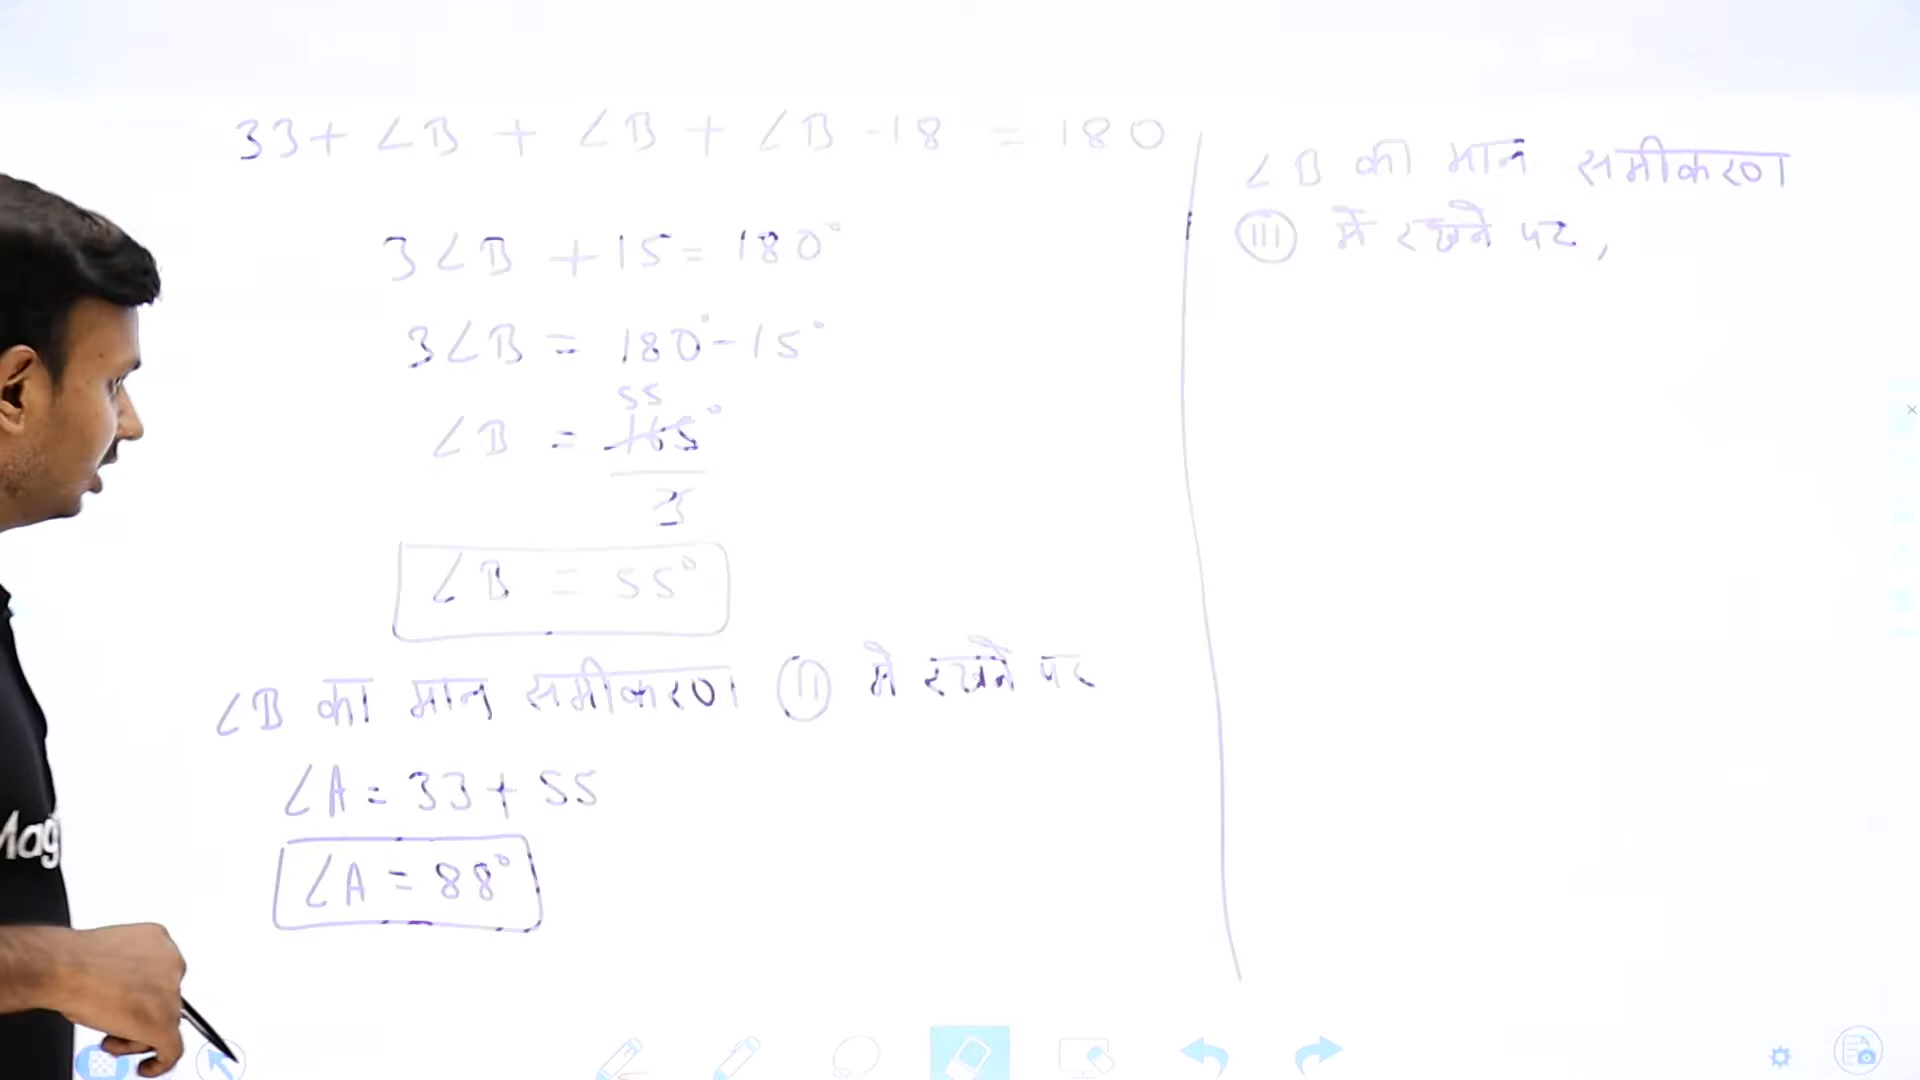 33 + ∠B + ∠B + ∠B - 18 = 180
3∠B + 15 = 180°
3∠B = 180° - 15°
55
∠B = 165°
3
∠B = 55°
∠B का मान समीकरण (II) में रखने पर
∠A = 33 + 55
∠A = 88°
∠B का मान समीकरण
(III) में रखने पर,
Mag